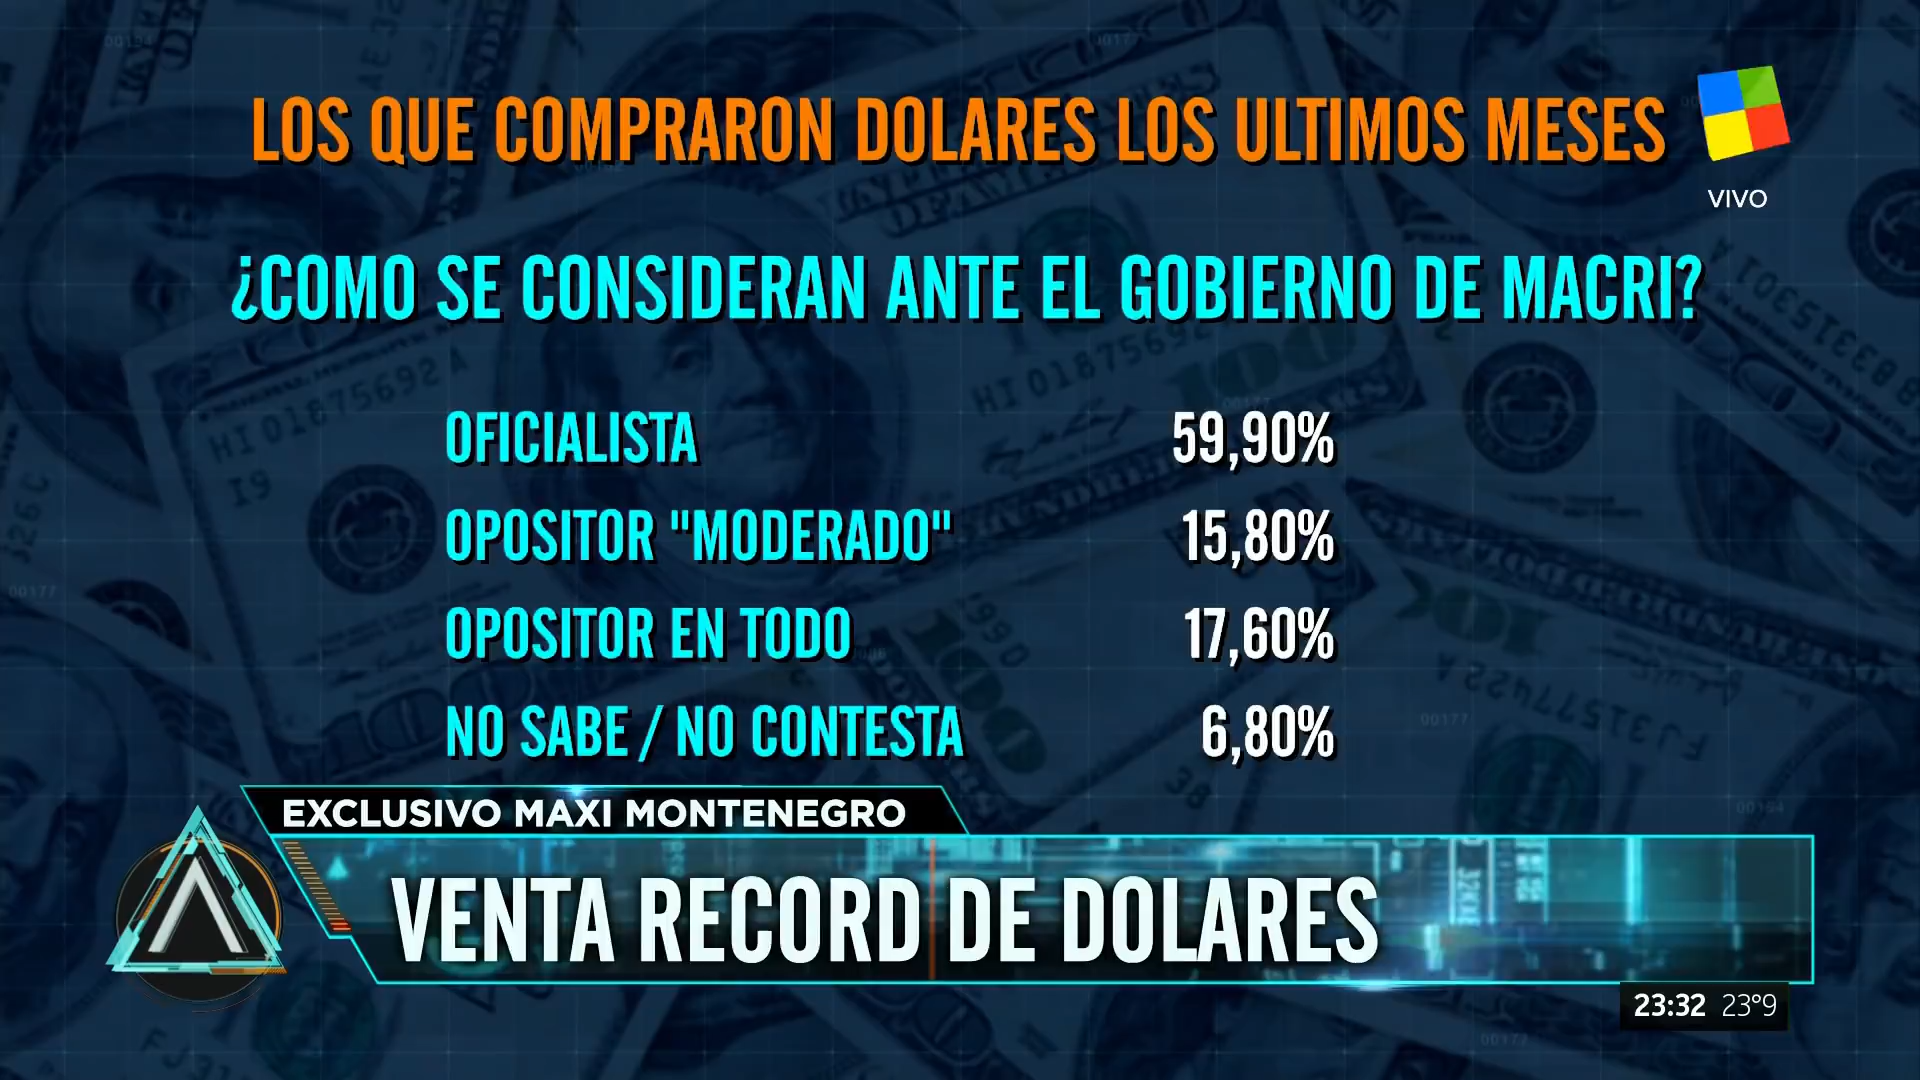 LOS QUE COMPRARON DOLARES LOS ULTIMOS MESES
VIVO
¿COMO SE CONSIDERAN ANTE EL GOBIERNO DE MACRI?
OFICIALISTA 59,90%
OPOSITOR "MODERADO" 15,80%
OPOSITOR EN TODO 17,60%
NO SABE / NO CONTESTA 6,80%
EXCLUSIVO MAXI MONTENEGRO
VENTA RECORD DE DOLARES
23:32 23°9